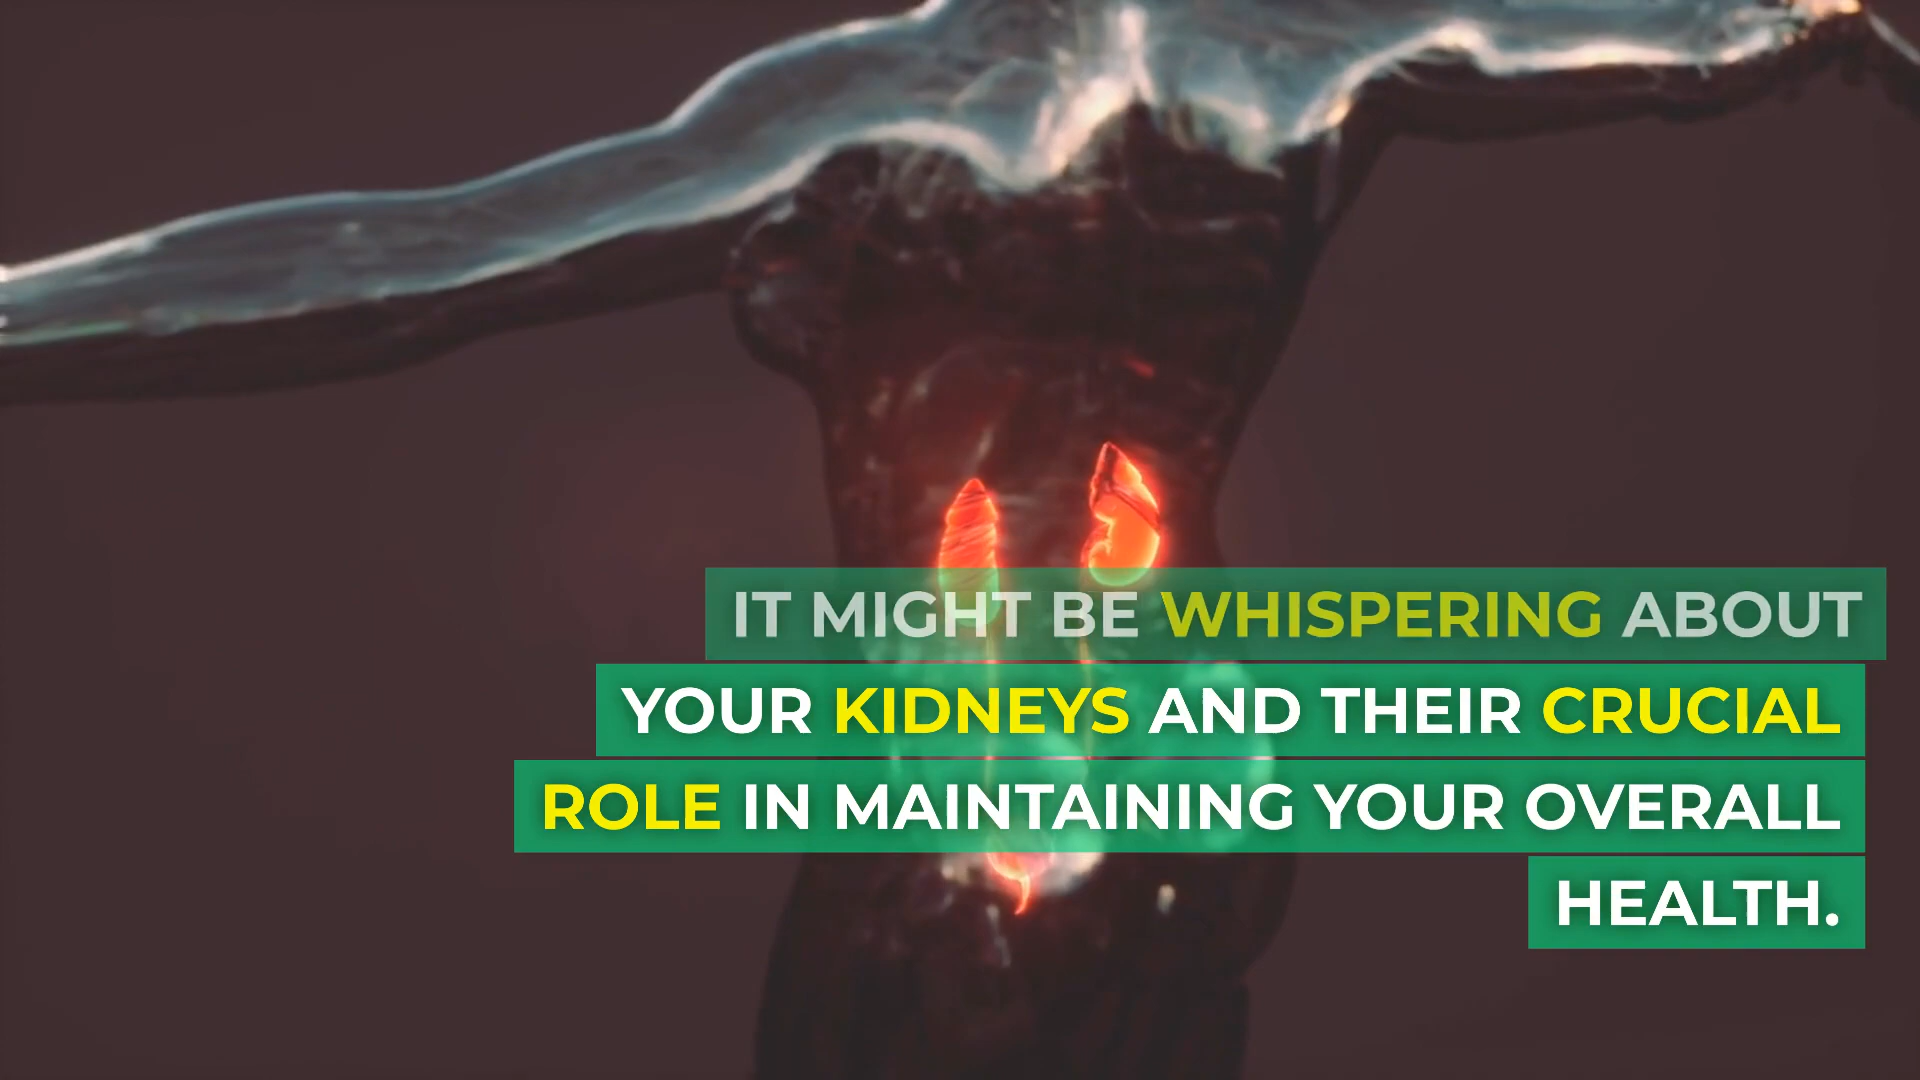 IT MIGHT BE WHISPERING ABOUT
YOUR KIDNEYS AND THEIR CRUCIAL
ROLE IN MAINTAINING YOUR OVERALL
HEALTH.